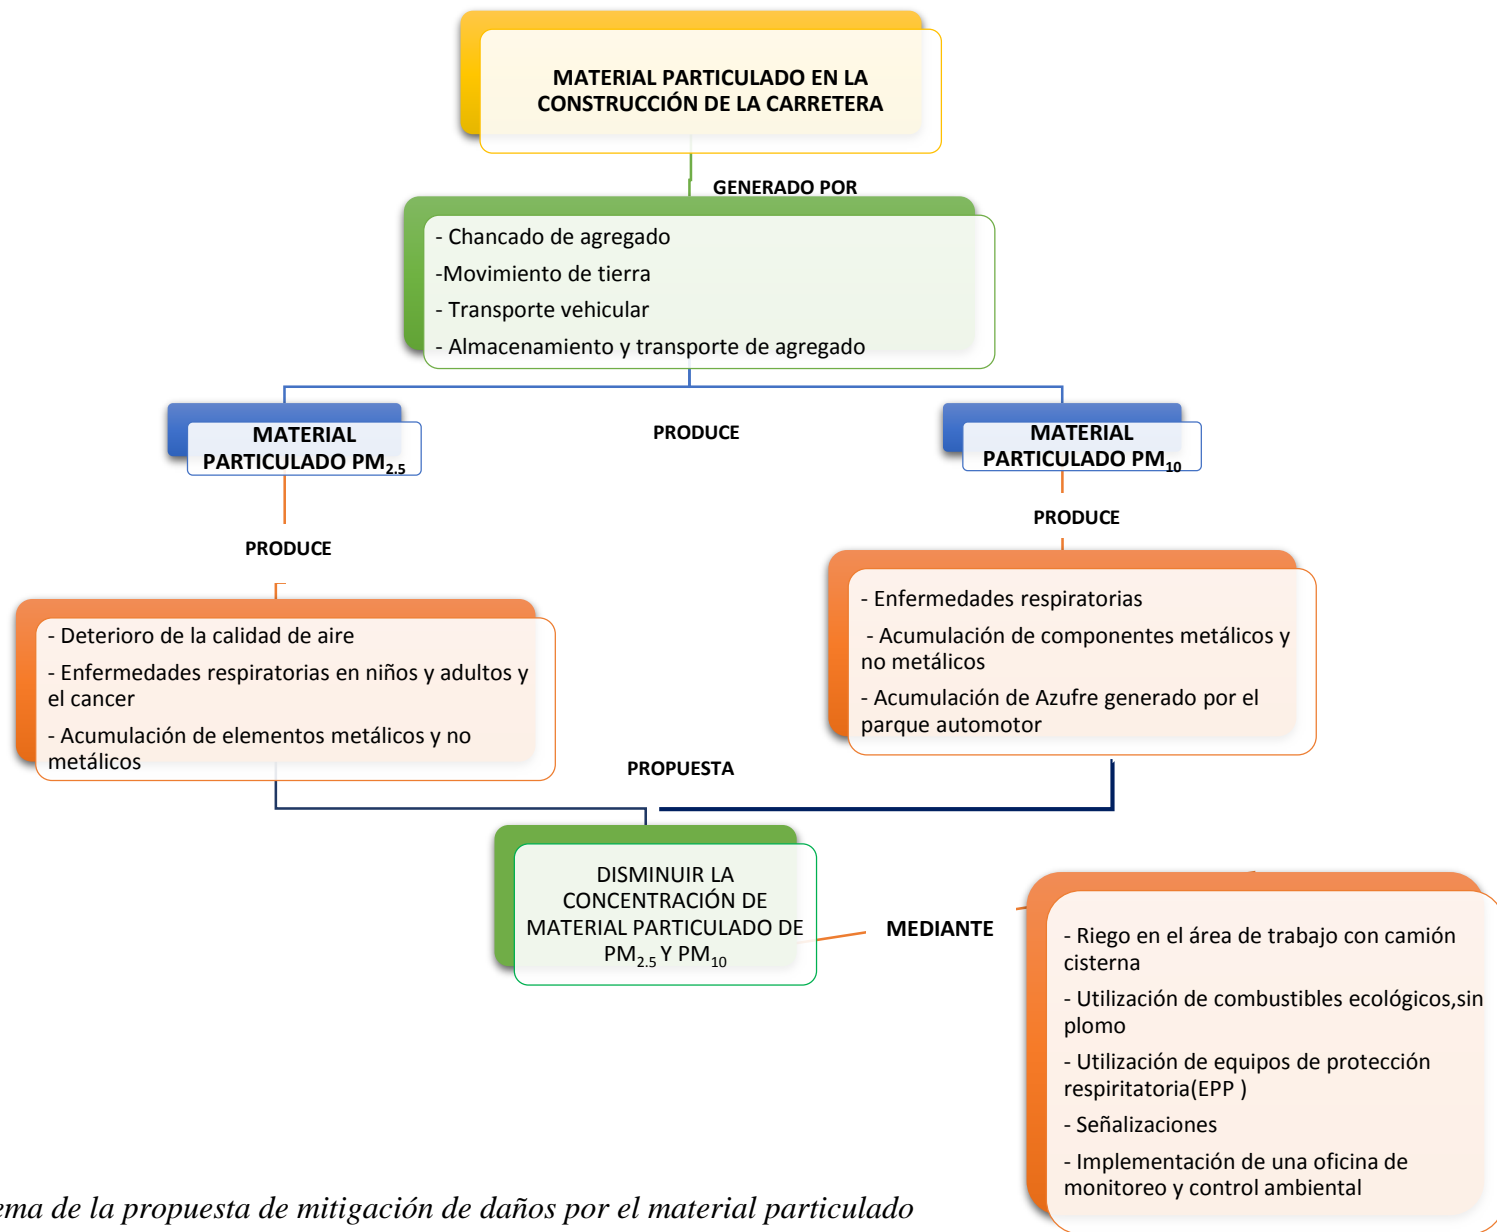 MATERIAL PARTICULADO EN LA
CONSTRUCCIÓN DE LA CARRETERA
GENERADO POR
- Chancado de agregado
-Movimiento de tierra
- Transporte vehicular
- Almacenamiento y transporte de agregado
PRODUCE
MATERIAL
PARTICULADO PM2.5
MATERIAL
PARTICULADO PM10
PRODUCE
- Deterioro de la calidad de aire
- Enfermedades respiratorias en niños y adultos y
el cancer
- Acumulación de elementos metálicos y no
metálicos
PRODUCE
- Enfermedades respiratorias
- Acumulación de componentes metálicos y
no metálicos
- Acumulación de Azufre generado por el
parque automotor
PROPUESTA
DISMINUIR LA
CONCENTRACIÓN DE
MATERIAL PARTICULADO DE
PM2.5 Y PM10
MEDIANTE
- Riego en el área de trabajo con camión
cisterna
- Utilización de combustibles ecológicos,sin
plomo
- Utilización de equipos de protección
respiritatoria(EPP )
- Señalizaciones
- Implementación de una oficina de
monitoreo y control ambiental
ema de la propuesta de mitigación de daños por el material particulado